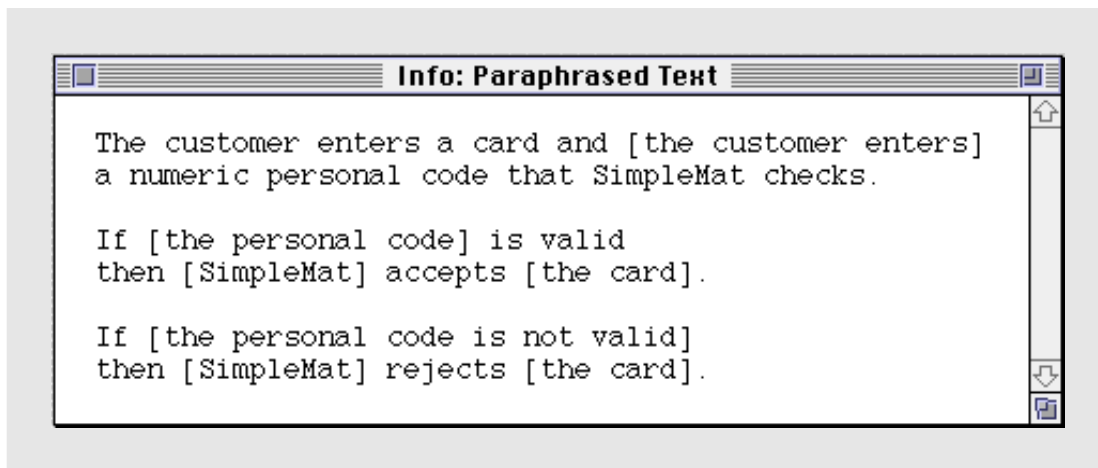 Info: Paraphrased Text
The customer enters a card and [the customer enters]
a numeric personal code that SimpleMat checks.
If [the personal code] is valid
then [SimpleMat] accepts [the card].
If [the personal code is not valid]
then [SimpleMat] rejects [the card].